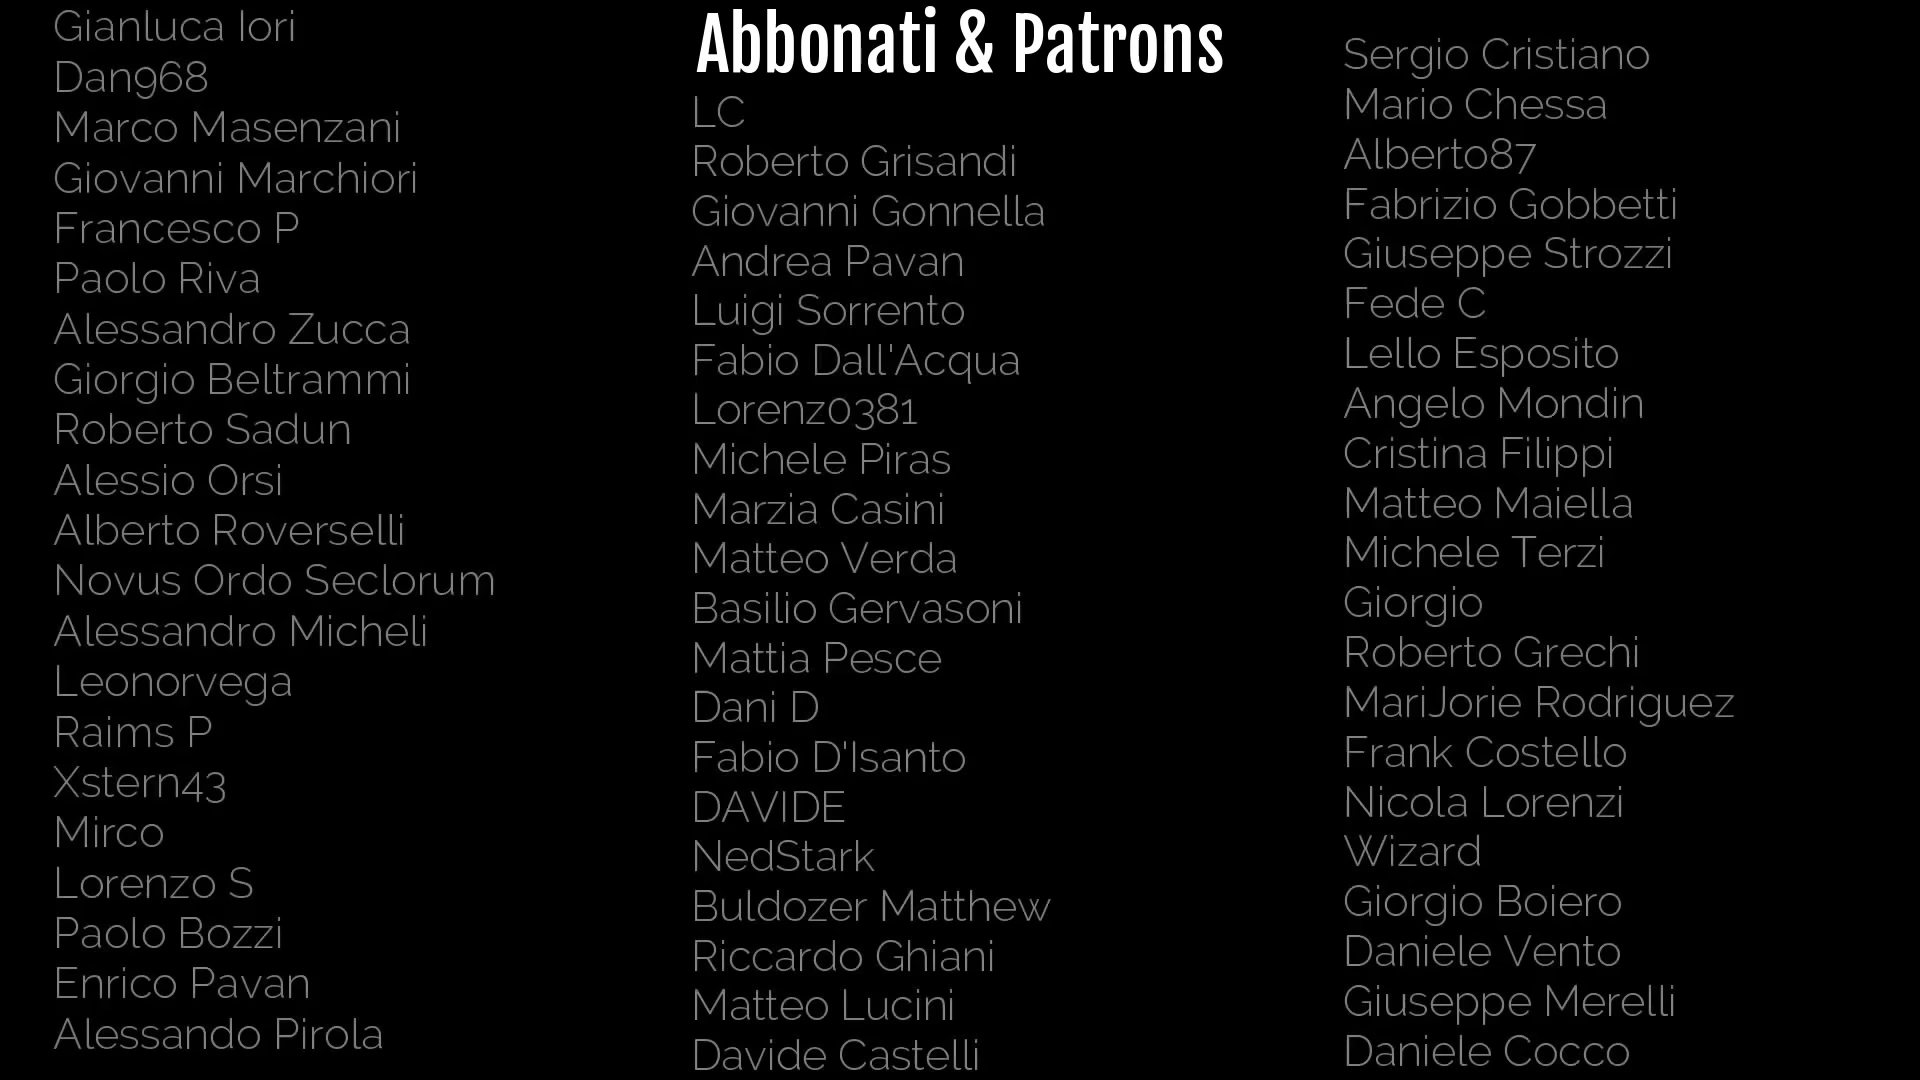 Abbonati & Patrons
Gianluca Iori
Dan968
Marco Masenzani
Giovanni Marchiori
Francesco P
Paolo Riva
Alessandro Zucca
Giorgio Beltrammi
Roberto Sadun
Alessio Orsi
Alberto Roverselli
Novus Ordo Seclorum
Alessandro Micheli
Leonorvega
Raims P
Xstern43
Mirco
Lorenzo S
Paolo Bozzi
Enrico Pavan
Alessando Pirola
LC
Roberto Grisandi
Giovanni Gonnella
Andrea Pavan
Luigi Sorrento
Fabio Dall'Acqua
Lorenz0381
Michele Piras
Marzia Casini
Matteo Verda
Basilio Gervasoni
Mattia Pesce
Dani D
Fabio D'Isanto
DAVIDE
NedStark
Buldozer Matthew
Riccardo Ghiani
Matteo Lucini
Davide Castelli
Sergio Cristiano
Mario Chessa
Alberto87
Fabrizio Gobbetti
Giuseppe Strozzi
Fede C
Lello Esposito
Angelo Mondin
Cristina Filippi
Matteo Maiella
Michele Terzi
Giorgio
Roberto Grechi
MariJorie Rodriguez
Frank Costello
Nicola Lorenzi
Wizard
Giorgio Boiero
Daniele Vento
Giuseppe Merelli
Daniele Cocco